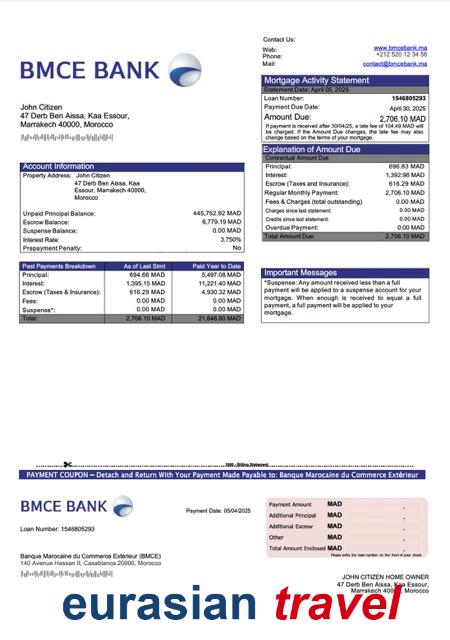 Contact Us:
Web: www.bmcebank.ma
Phone: +212 520 12 34 56
Mail: contact@bmcebank.ma
BMCE BANK
Mortgage Activity Statement
Statement Date: April 05, 2025
Loan Number: 1546805293
Payment Due Date: April 30, 2025
Amount Due: 2,706.10 MAD
If payment is received after 30/04/25, a late fee of 104.49 MAD will
be charged. If the Amount Due changes, the late fee may also
change based on the terms of your mortgage.
John Citizen
47 Derb Ben Aissa, Kaa Essour,
Marrakech 40000, Morocco
Explanation of Amount Due
Contractual Amount Due
Principal: 696.83 MAD
Interest: 1,392.98 MAD
Escrow (Taxes and Insurance): 616.29 MAD
Regular Monthly Payment: 2,706.10 MAD
Fees & Charges (total outstanding) 0.00 MAD
Charges since last statement: 0.00 MAD
Credits since last statement: 0.00 MAD
Overdue Payment: 0.00 MAD
Total Amount Due: 2,706.10 MAD
Account Information
Property Address: John Citizen
47 Derb Ben Aissa, Kaa
Essour, Marrakech 40000,
Morocco
Unpaid Principal Balance: 445,752.92 MAD
Escrow Balance: 6,779.19 MAD
Suspense Balance: 0.00 MAD
Interest Rate: 3.750%
Prepayment Penalty: No
Past Payments Breakdown As of Last Stmt Paid Year to Date
Principal: 694.66 MAD 5,497.08 MAD
Interest: 1,395.15 MAD 11,221.40 MAD
Escrow (Taxes & Insurance): 616.29 MAD 4,930.32 MAD
Fees: 0.00 MAD 0.00 MAD
Suspense*: 0.00 MAD 0.00 MAD
Total: 2,706.10 MAD 21,648.80 MAD
Important Messages
*Suspense: Any amount received less than a full
payment will be applied to a suspense account for your
mortgage. When enough is received to equal a full
payment, a full payment will be applied to your
mortgage.
PAYMENT COUPON – Detach and Return With Your Payment Made Payable to: Banque Marocaine du Commerce Extérieur
BMCE BANK
Payment Date: 05/04/2025
Loan Number: 1546805293
Payment Amount MAD .
Additional Principal MAD .
Additional Escrow MAD .
Other MAD .
Total Amount Enclosed MAD .
Please write the loan number on the front of your check.
Banque Marocaine du Commerce Extérieur (BMCE)
140 Avenue Hassan II, Casablanca 20000, Morocco
JOHN CITIZEN HOME OWNER
47 Derb Ben Aissa, Kaa Essour,
Marrakech 40000, Morocco
eurasian travel